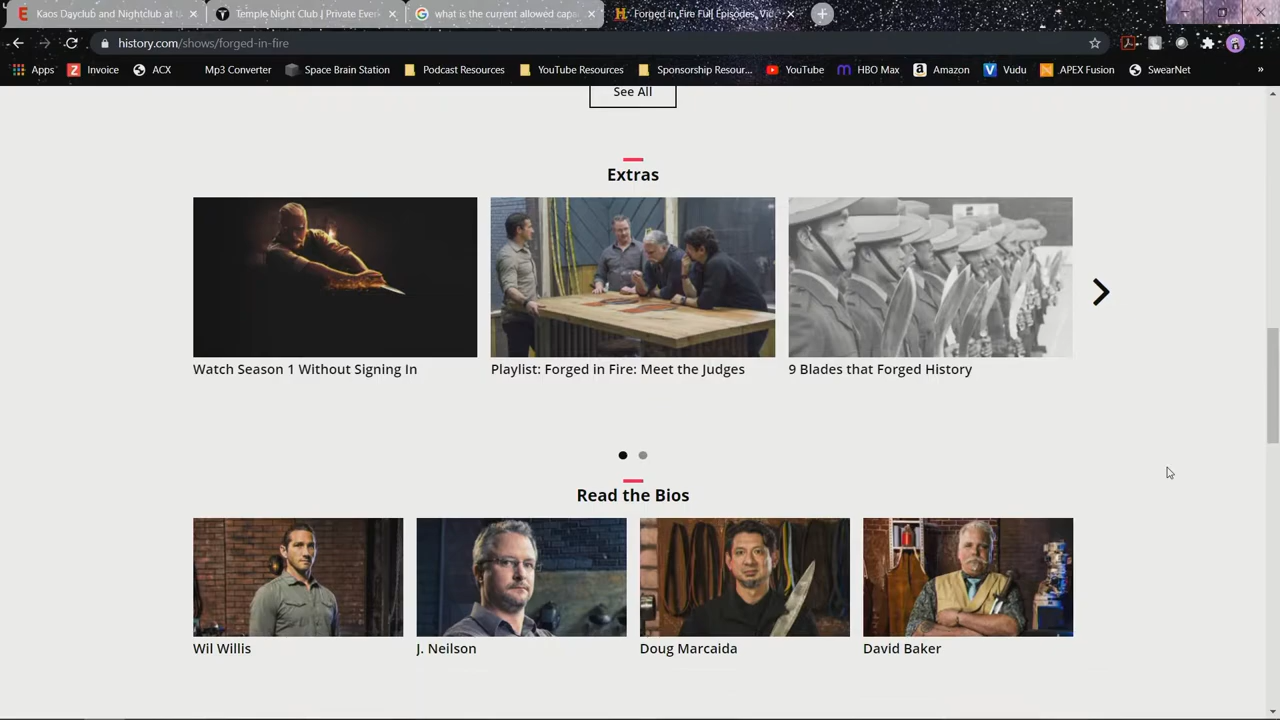 Kaos Dayclub and Nightclub at
Temple Night Club | Private Even
what is the current allowed capa
Forged in Fire Full Episodes, Vid
history.com/shows/forged-in-fire
Apps
Invoice
ACX
Mp3 Converter
Space Brain Station
Podcast Resources
YouTube Resources
Sponsorship Resour...
YouTube
HBO Max
Amazon
Vudu
APEX Fusion
SwearNet
»
See All
Extras
Watch Season 1 Without Signing In
Playlist: Forged in Fire: Meet the Judges
9 Blades that Forged History
Read the Bios
Wil Willis
J. Neilson
Doug Marcaida
David Baker